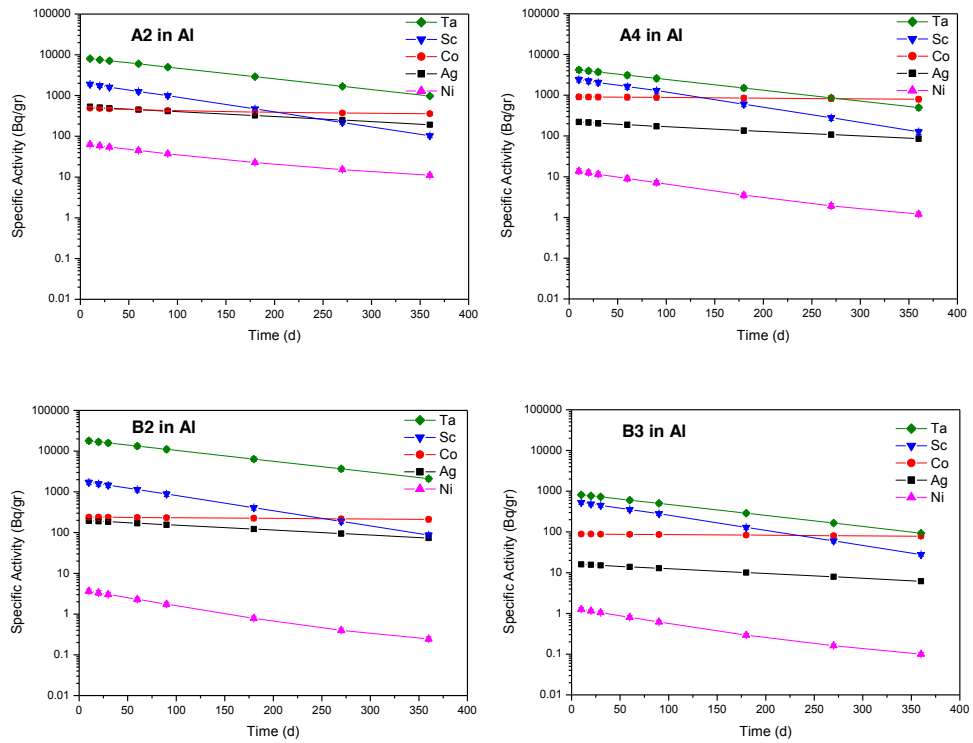 A2 in Al
Ta
Sc
Co
Ag
Ni
100000
10000
1000
100
10
1
0.1
0.01
Specific Activity (Bq/gr)
0 50 100 150 200 250 300 350 400
Time (d)
A4 in Al
Ta
Sc
Co
Ag
Ni
100000
10000
1000
100
10
1
0.1
0.01
Specific Activity (Bq/gr)
0 50 100 150 200 250 300 350 400
Time (d)
B2 in Al
Ta
Sc
Co
Ag
Ni
100000
10000
1000
100
10
1
0.1
0.01
Specific Activity (Bq/gr)
0 50 100 150 200 250 300 350 400
Time (d)
B3 in Al
Ta
Sc
Co
Ag
Ni
100000
10000
1000
100
10
1
0.1
0.01
Specific Activity (Bq/gr)
0 50 100 150 200 250 300 350 400
Time (d)